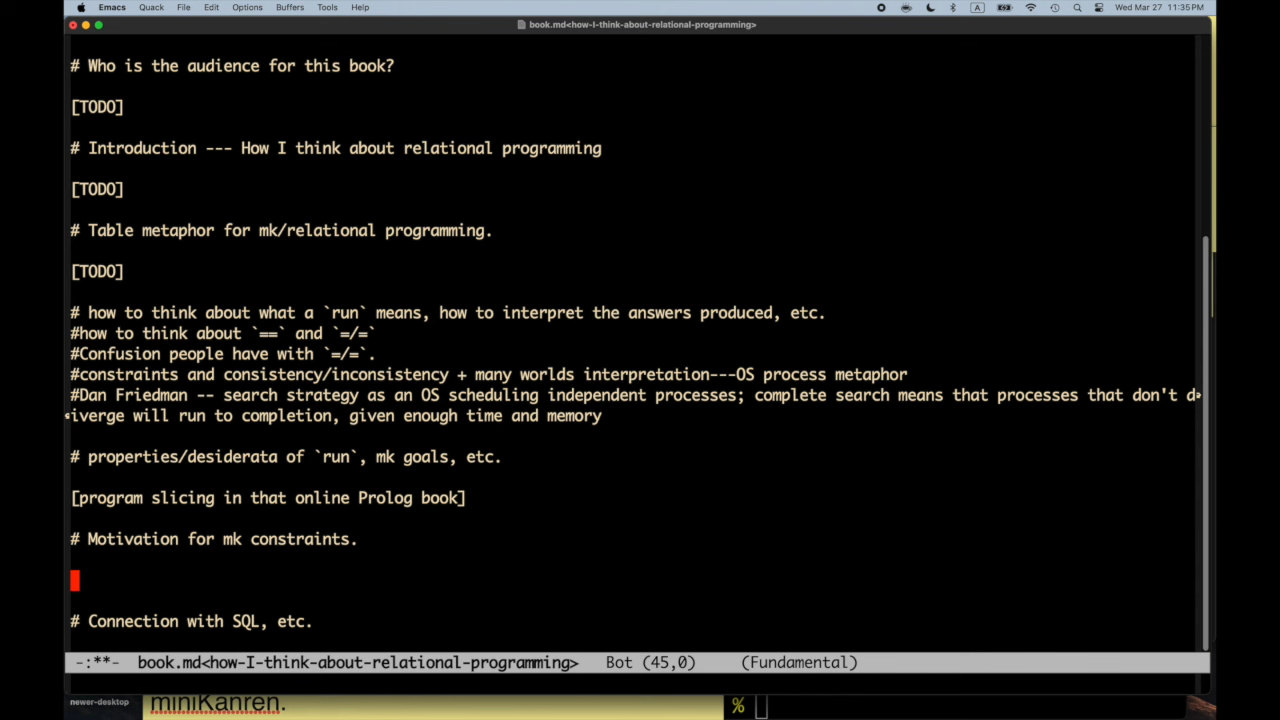 Emacs Quack File Edit Options Buffers Tools Help A Wed Mar 27 11:35 PM
book.md<how-I-think-about-relational-programming>
# Who is the audience for this book?
[TODO]
# Introduction --- How I think about relational programming
[TODO]
# Table metaphor for mk/relational programming.
[TODO]
# how to think about what a `run` means, how to interpret the answers produced, etc.
#how to think about `==` and `=/=`
#Confusion people have with `=/=`.
#constraints and consistency/inconsistency + many worlds interpretation---OS process metaphor
#Dan Friedman -- search strategy as an OS scheduling independent processes; complete search means that processes that don't d
iverge will run to completion, given enough time and memory
# properties/desiderata of `run`, mk goals, etc.
[program slicing in that online Prolog book]
# Motivation for mk constraints.
# Connection with SQL, etc.
-:**- book.md<how-I-think-about-relational-programming> Bot (45,0) (Fundamental)
newer-desktop miniKanren. %